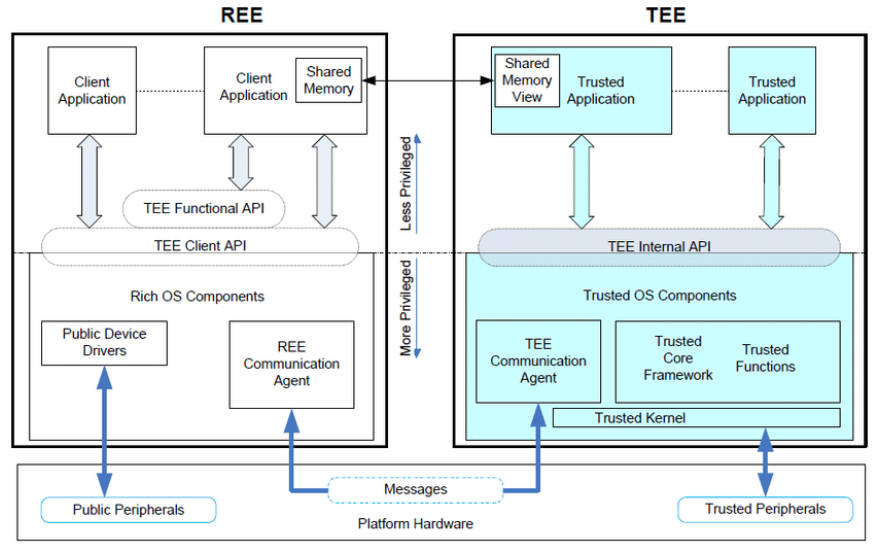 REE
TEE
Client
Application
Client
Application
Shared
Memory
Shared
Memory
View
Trusted
Application
Trusted
Application
Less Privileged
TEE Functional API
TEE Client API
TEE Internal API
More Privileged
Rich OS Components
Trusted OS Components
Public Device
Drivers
REE
Communication
Agent
TEE
Communication
Agent
Trusted
Core
Framework
Trusted
Functions
Trusted Kernel
Messages
Public Peripherals
Trusted Peripherals
Platform Hardware